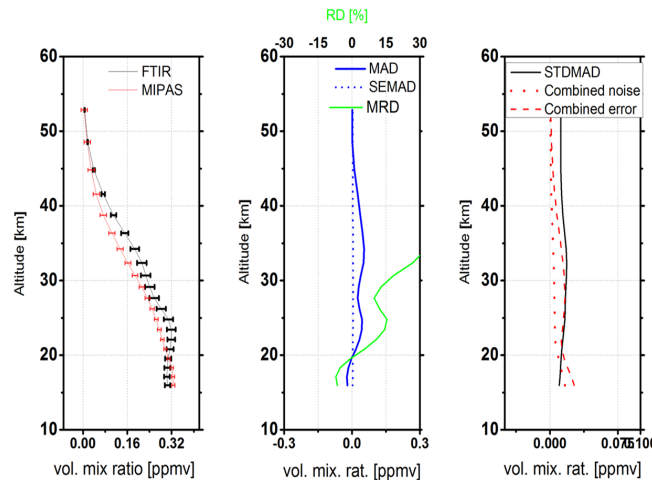 RD [%]
-30 -15 0 15 30
60
50
40
30
20
10
Altitude [km]
FTIR
MIPAS
0.00 0.16 0.32
vol. mix ratio [ppmv]
60
50
40
30
20
10
Altitude [km]
MAD
SEMAD
MRD
-0.3 0.0 0.3
vol. mix. rat. [ppmv]
60
50
40
30
20
10
Altitude [km]
STDMAD
Combined noise
Combined error
0.000
vol. mix. rat. [ppmv]